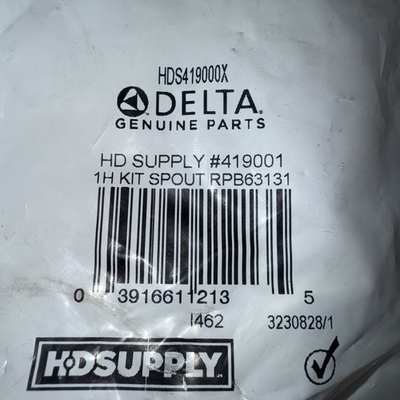 HDS419000X
DELTA®
GENUINE PARTS
HD SUPPLY #419001
1H KIT SPOUT RPB63131
0 3916611213 5
I462 3230828/1
HDSUPPLY